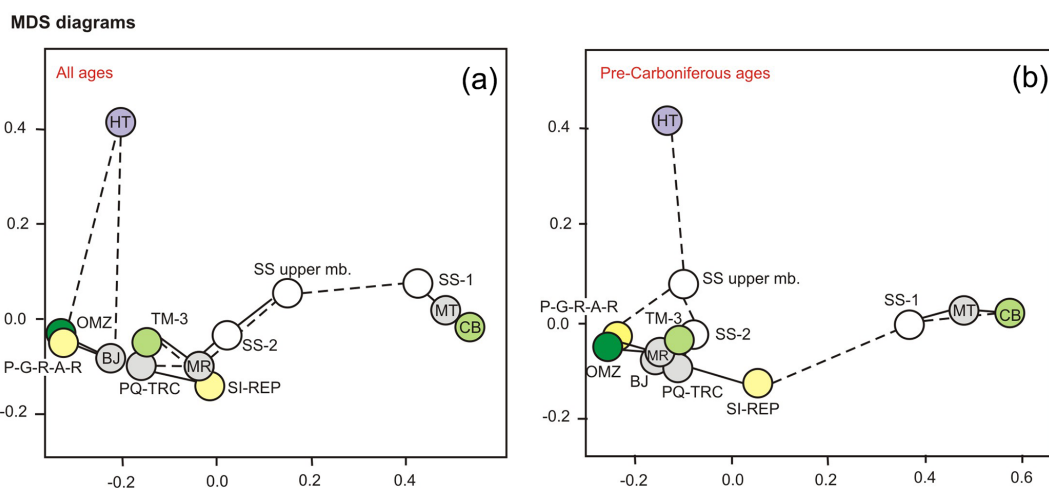 MDS diagrams
All ages
(a)
HT
0.4
0.2
0.0
-0.2
SS upper mb.
SS-1
MT
CB
OMZ
TM-3
SS-2
P-G-R-A-R
BJ
MR
PQ-TRC
SI-REP
-0.2
0.0
0.2
0.4
Pre-Carboniferous ages
(b)
HT
0.4
0.2
0.0
-0.2
SS upper mb.
P-G-R-A-R
TM-3
SS-1
MT
CB
SS-2
OMZ
MR
BJ
PQ-TRC
SI-REP
-0.2
0.0
0.2
0.4
0.6